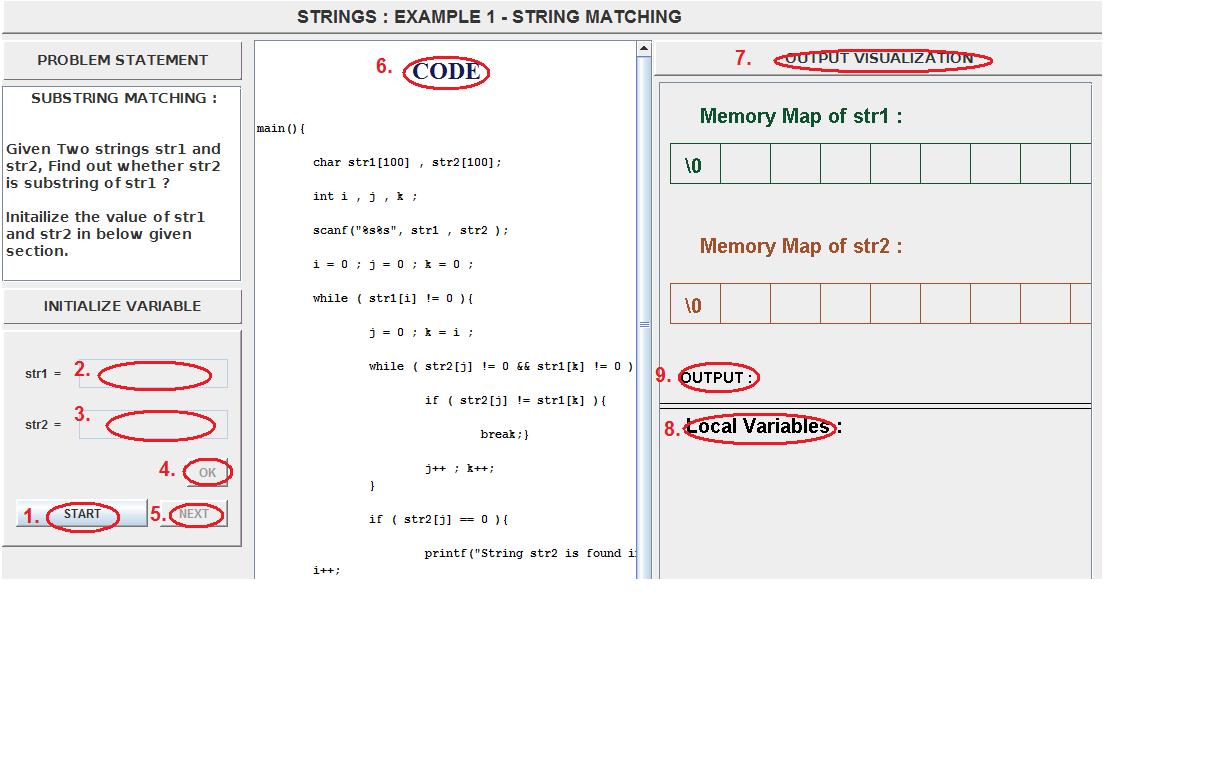 STRINGS : EXAMPLE 1 - STRING MATCHING
PROBLEM STATEMENT
SUBSTRING MATCHING :
Given Two strings str1 and
str2, Find out whether str2
is substring of str1 ?
Initailize the value of str1
and str2 in below given
section.
INITIALIZE VARIABLE
str1 = 2.
str2 = 3.
4. OK
1. START 5. NEXT
6. CODE
main(){
char str1[100] , str2[100];
int i , j , k ;
scanf("%s%s", str1 , str2 );
i = 0 ; j = 0 ; k = 0 ;
while ( str1[i] != 0 ){
j = 0 ; k = i ;
while ( str2[j] != 0 && str1[k] != 0 )
if ( str2[j] != str1[k] ){
break;}
j++ ; k++;
}
if ( str2[j] == 0 ){
printf("String str2 is found i
i++;
7. OUTPUT VISUALIZATION
Memory Map of str1 :
\0
Memory Map of str2 :
\0
9. OUTPUT :
8. Local Variables :